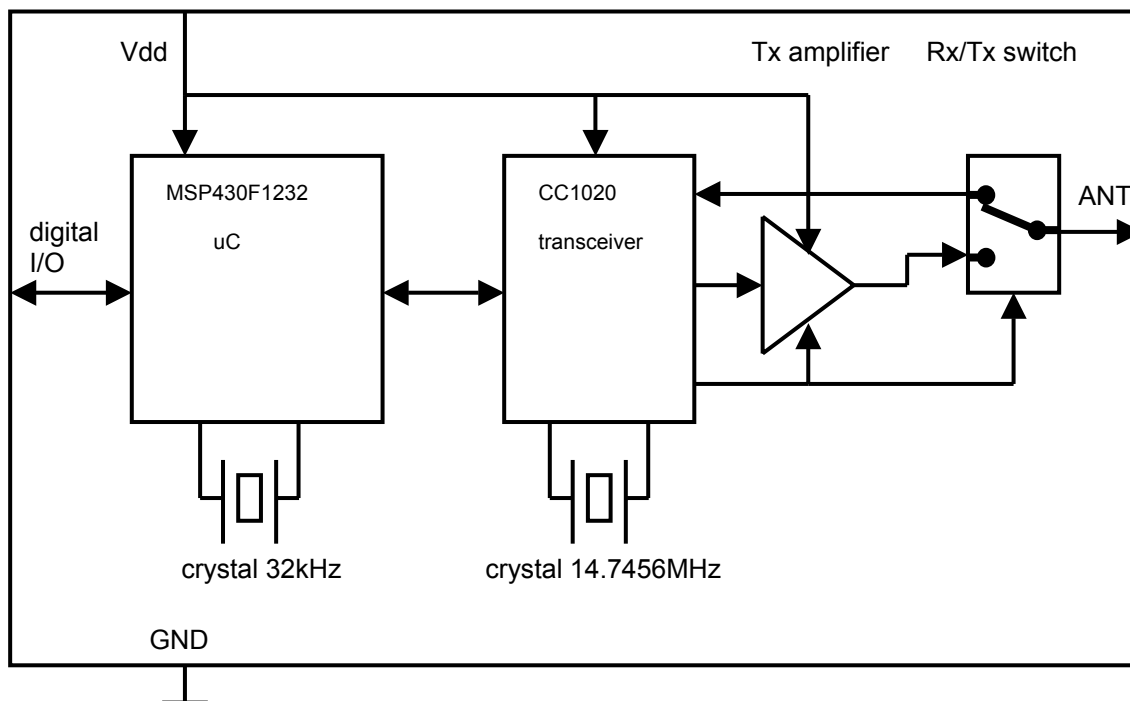 Vdd
Tx amplifier
Rx/Tx switch
MSP430F1232
uC
CC1020
transceiver
ANT
digital
I/O
crystal 32kHz
crystal 14.7456MHz
GND